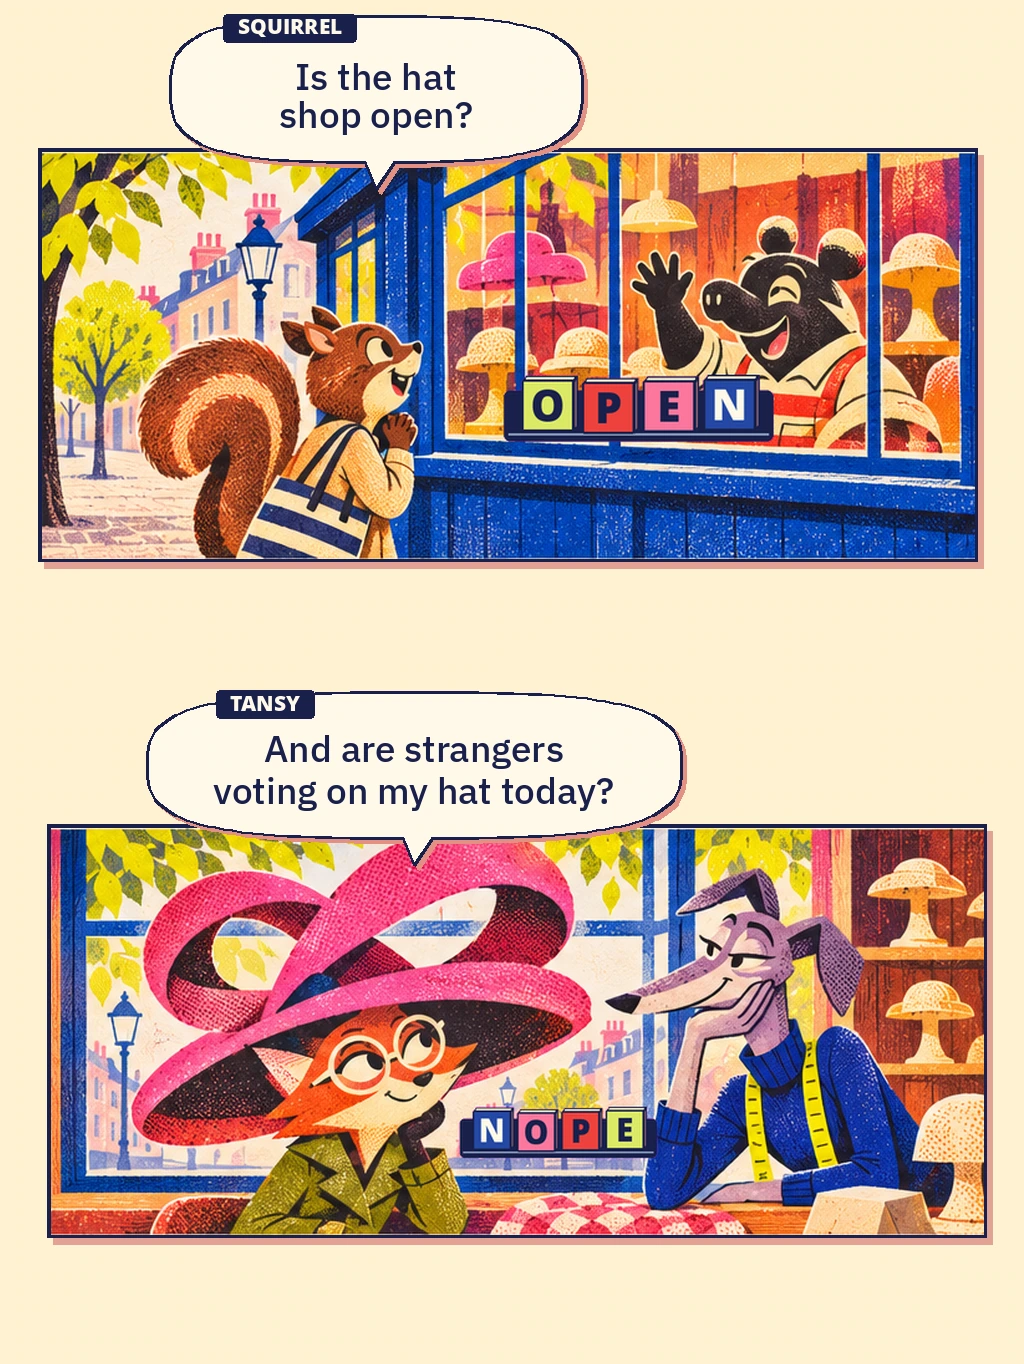 SQUIRREL
Is the hat
shop open?
OPEN
TANSY
And are strangers
voting on my hat today?
NOPE